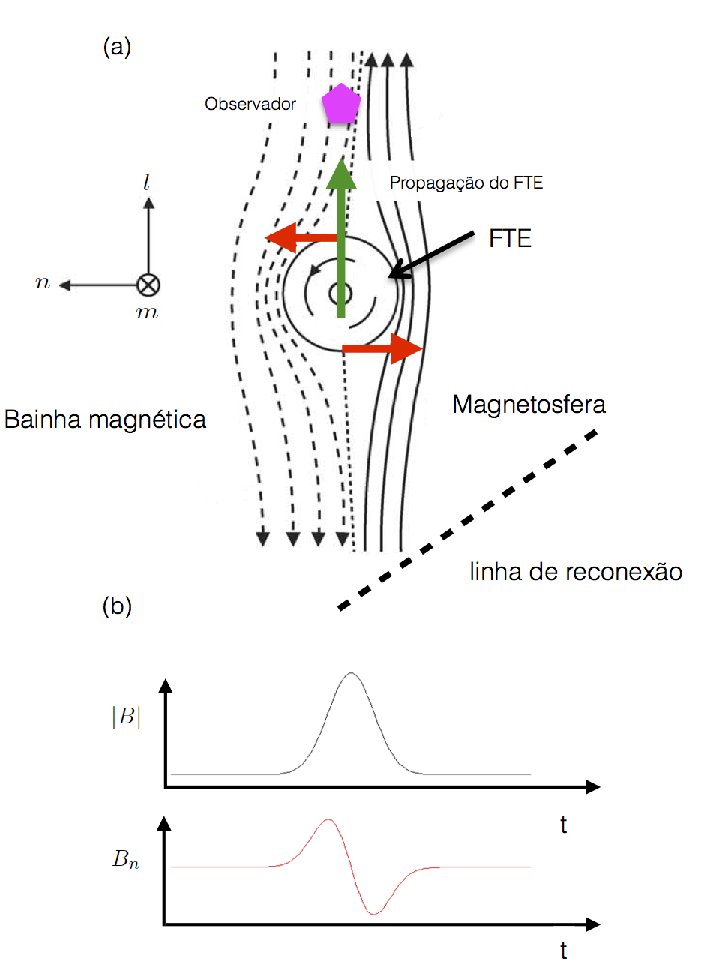 (a)
Observador
Propagação do FTE
l
FTE
n
m
Magnetosfera
Bainha magnética
linha de reconexão
(b)
|B|
t
Bn
t